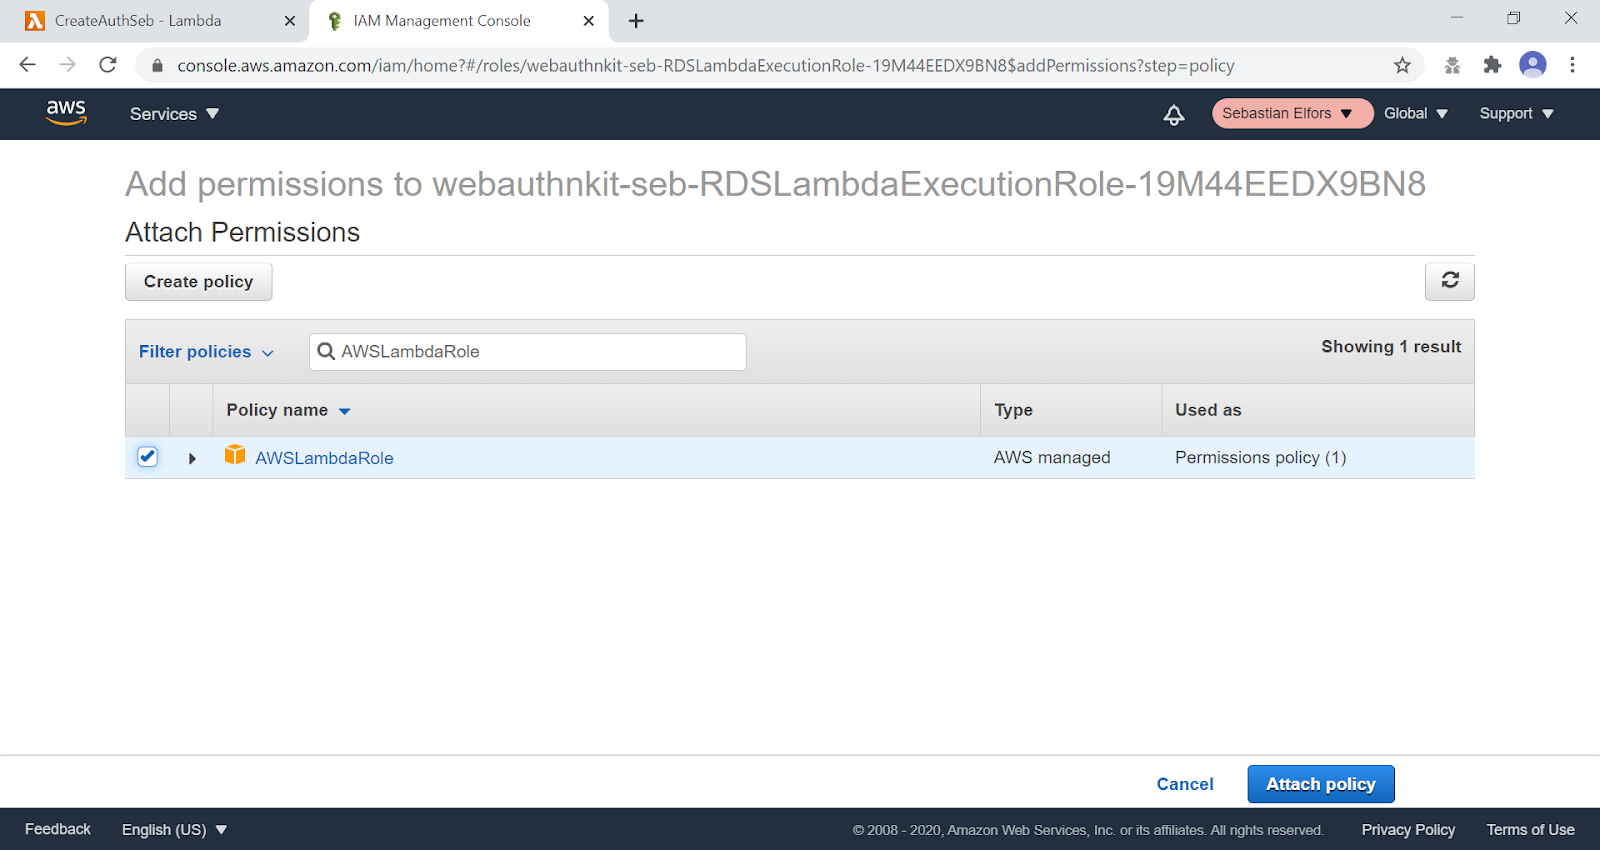 CreateAuthSeb - Lambda
IAM Management Console
console.aws.amazon.com/iam/home?#/roles/webauthnkit-seb-RDSLambdaExecutionRole-19M44EEDX9BN8$addPermissions?step=policy
aws
Services
Sebastian Elfors
Global
Support
Add permissions to webauthnkit-seb-RDSLambdaExecutionRole-19M44EEDX9BN8
Attach Permissions
Create policy
Filter policies
AWSLambdaRole
Showing 1 result
Policy name
Type
Used as
AWSLambdaRole
AWS managed
Permissions policy (1)
Cancel
Attach policy
Feedback
English (US)
© 2008 - 2020, Amazon Web Services, Inc. or its affiliates. All rights reserved.
Privacy Policy
Terms of Use